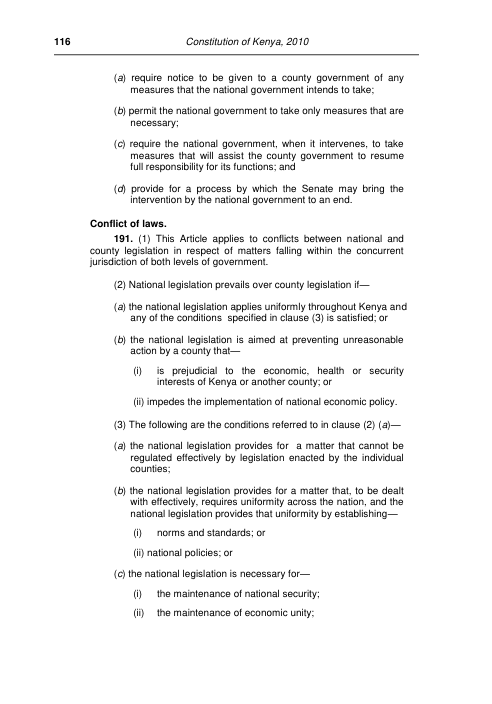 116 Constitution of Kenya, 2010
(a) require notice to be given to a county government of any
measures that the national government intends to take;
(b) permit the national government to take only measures that are
necessary;
(c) require the national government, when it intervenes, to take
measures that will assist the county government to resume
full responsibility for its functions; and
(d) provide for a process by which the Senate may bring the
intervention by the national government to an end.
Conflict of laws.
191. (1) This Article applies to conflicts between national and
county legislation in respect of matters falling within the concurrent
jurisdiction of both levels of government.
(2) National legislation prevails over county legislation if—
(a) the national legislation applies uniformly throughout Kenya and
any of the conditions specified in clause (3) is satisfied; or
(b) the national legislation is aimed at preventing unreasonable
action by a county that—
(i) is prejudicial to the economic, health or security
interests of Kenya or another county; or
(ii) impedes the implementation of national economic policy.
(3) The following are the conditions referred to in clause (2) (a)—
(a) the national legislation provides for a matter that cannot be
regulated effectively by legislation enacted by the individual
counties;
(b) the national legislation provides for a matter that, to be dealt
with effectively, requires uniformity across the nation, and the
national legislation provides that uniformity by establishing—
(i) norms and standards; or
(ii) national policies; or
(c) the national legislation is necessary for—
(i) the maintenance of national security;
(ii) the maintenance of economic unity;